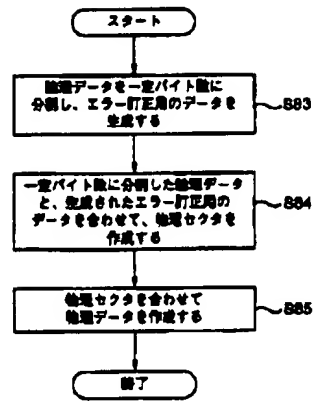 スタート
論理データを一定バイト数に
分割し、エラー訂正用のデータを
生成する
S83
一定バイト数に分割した論理データ
と、生成されたエラー訂正用の
データを合わせて、物理セクタを
作成する
S84
物理セクタを合わせて
物理データを作成する
S85
終了